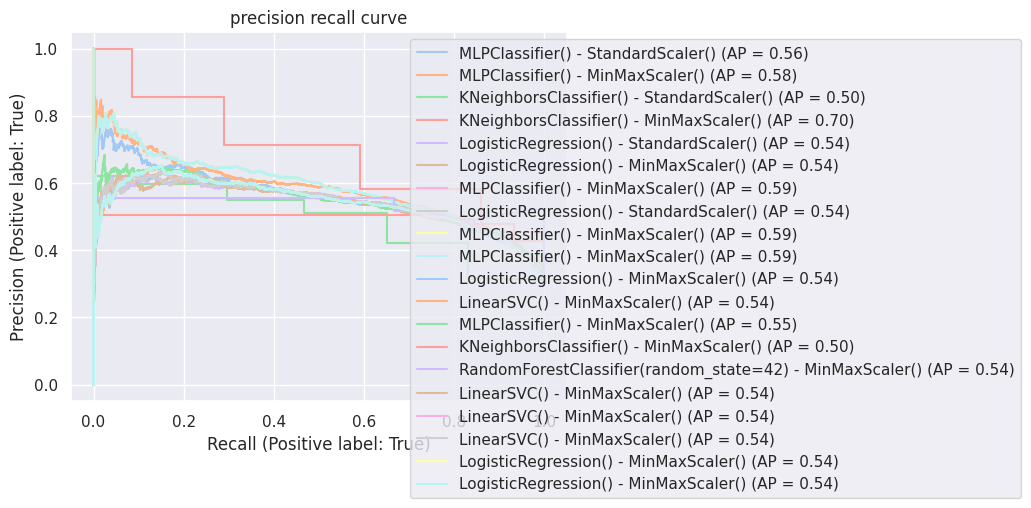 precision recall curve
Precision (Positive label: True)
1.0
0.8
0.6
0.4
0.2
0.0
0.0
0.2
0.4
0.6
0.8
1.0
Recall (Positive label: True)
MLPClassifier() - StandardScaler() (AP = 0.56)
MLPClassifier() - MinMaxScaler() (AP = 0.58)
KNeighborsClassifier() - StandardScaler() (AP = 0.50)
KNeighborsClassifier() - MinMaxScaler() (AP = 0.70)
LogisticRegression() - StandardScaler() (AP = 0.54)
LogisticRegression() - MinMaxScaler() (AP = 0.54)
MLPClassifier() - MinMaxScaler() (AP = 0.59)
LogisticRegression() - StandardScaler() (AP = 0.54)
MLPClassifier() - MinMaxScaler() (AP = 0.59)
MLPClassifier() - MinMaxScaler() (AP = 0.59)
LogisticRegression() - MinMaxScaler() (AP = 0.54)
LinearSVC() - MinMaxScaler() (AP = 0.54)
MLPClassifier() - MinMaxScaler() (AP = 0.55)
KNeighborsClassifier() - MinMaxScaler() (AP = 0.50)
RandomForestClassifier(random_state=42) - MinMaxScaler() (AP = 0.54)
LinearSVC() - MinMaxScaler() (AP = 0.54)
LinearSVC() - MinMaxScaler() (AP = 0.54)
LinearSVC() - MinMaxScaler() (AP = 0.54)
LogisticRegression() - MinMaxScaler() (AP = 0.54)
LogisticRegression() - MinMaxScaler() (AP = 0.54)